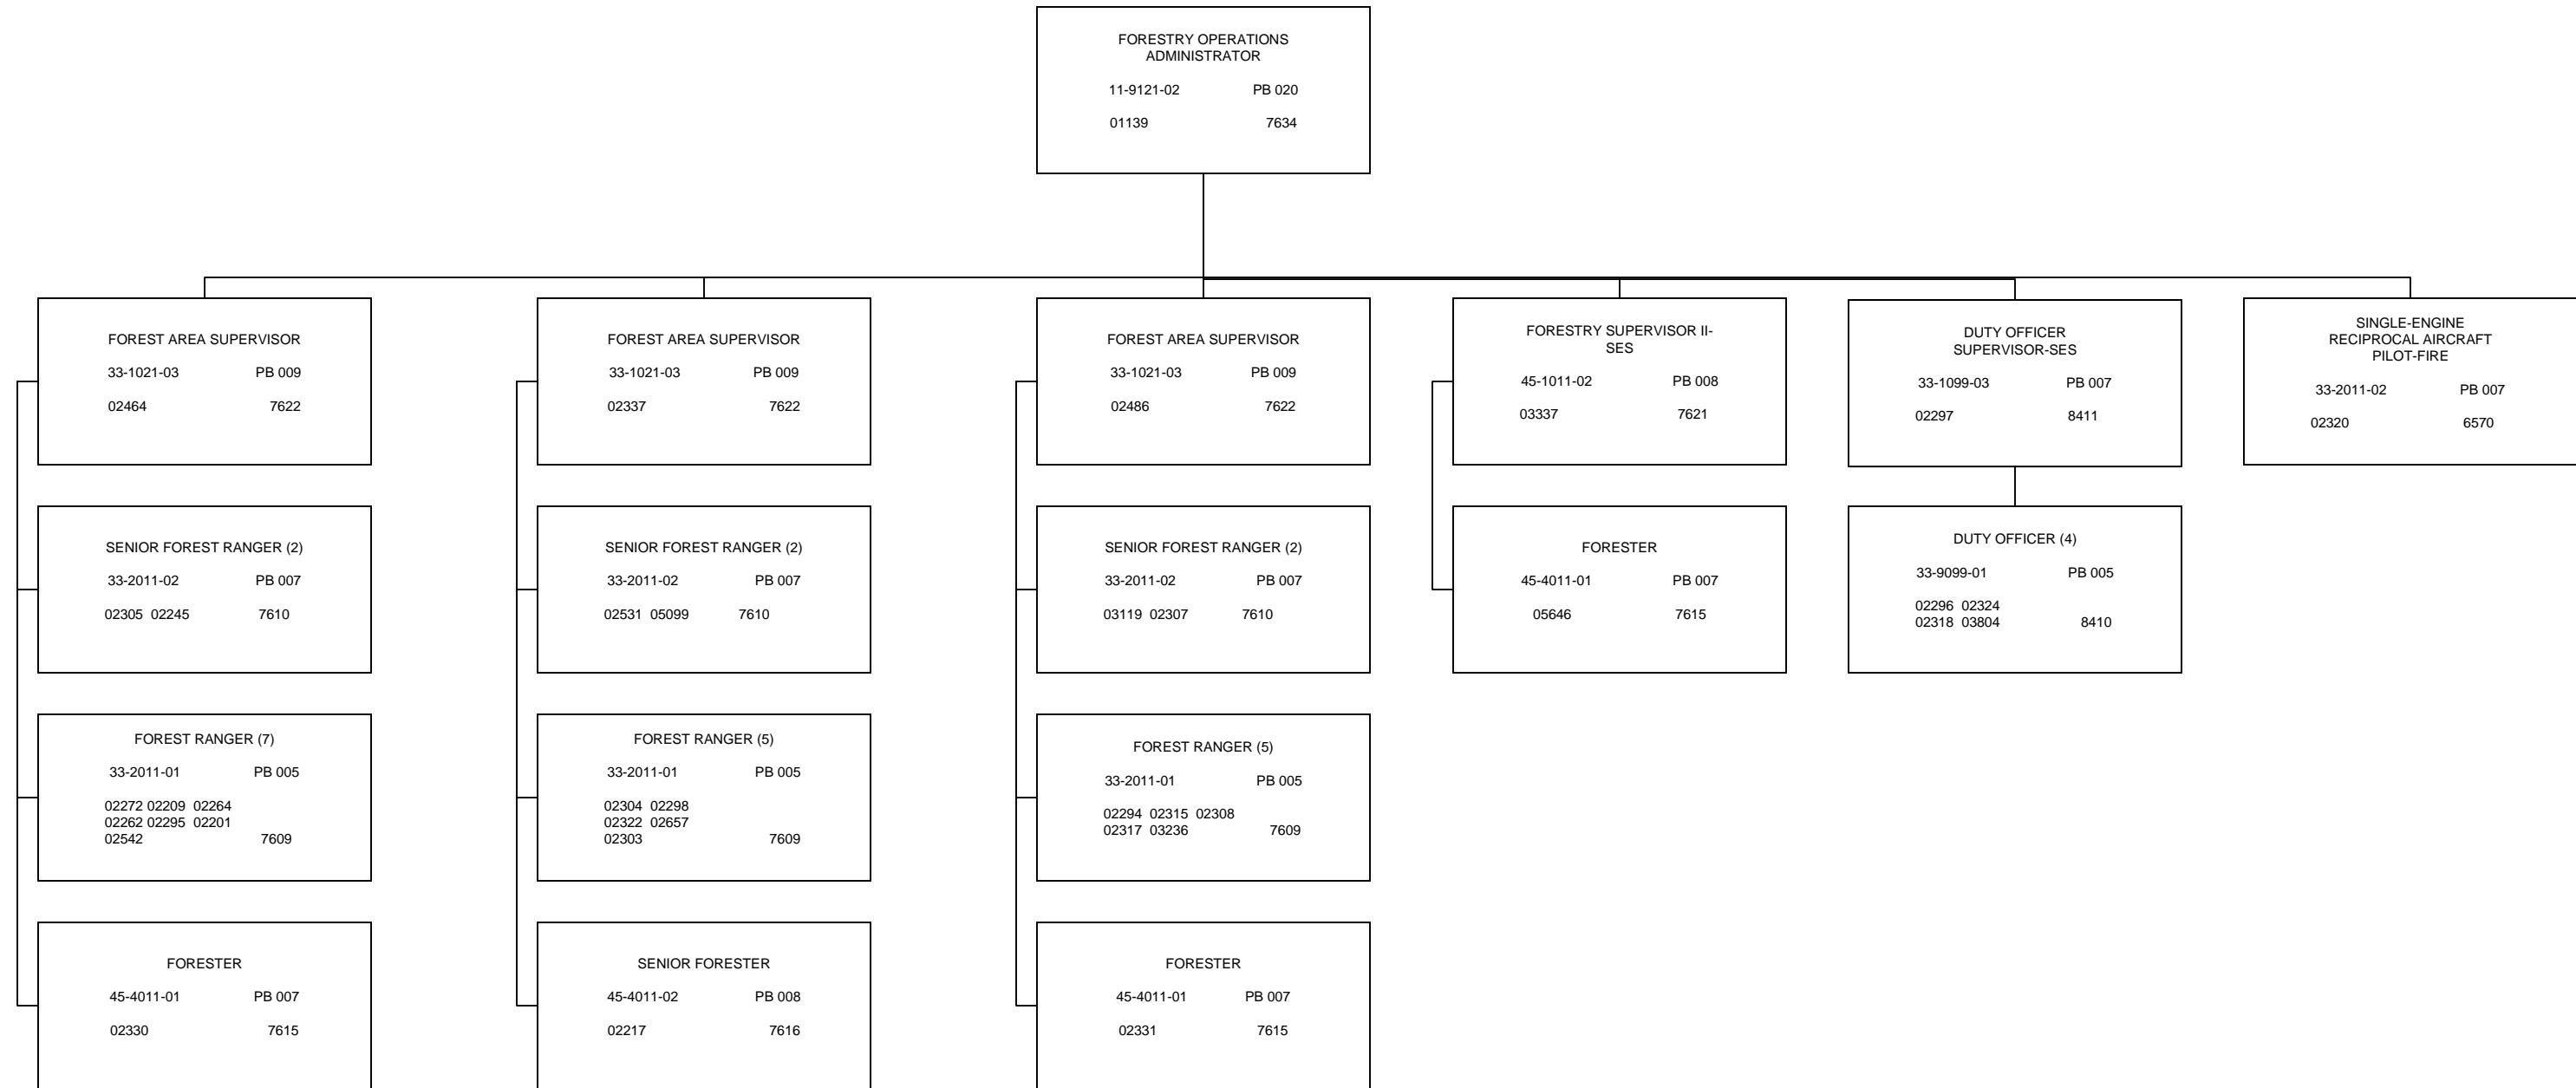 FORESTRY OPERATIONS
ADMINISTRATOR
11-9121-02 PB 020
01139 7634
FOREST AREA SUPERVISOR
33-1021-03 PB 009
02464 7622
FOREST AREA SUPERVISOR
33-1021-03 PB 009
02337 7622
FOREST AREA SUPERVISOR
33-1021-03 PB 009
02486 7622
FORESTRY SUPERVISOR II-
SES
45-1011-02 PB 008
03337 7621
DUTY OFFICER
SUPERVISOR-SES
33-1099-03 PB 007
02297 8411
SINGLE-ENGINE
RECIPROCAL AIRCRAFT
PILOT-FIRE
33-2011-02 PB 007
02320 6570
SENIOR FOREST RANGER (2)
33-2011-02 PB 007
02305 02245 7610
SENIOR FOREST RANGER (2)
33-2011-02 PB 007
02531 05099 7610
SENIOR FOREST RANGER (2)
33-2011-02 PB 007
03119 02307 7610
FORESTER
45-4011-01 PB 007
05646 7615
DUTY OFFICER (4)
33-9099-01 PB 005
02296 02324
02318 03804 8410
FOREST RANGER (7)
33-2011-01 PB 005
02272 02209 02264
02262 02295 02201
02542 7609
FOREST RANGER (5)
33-2011-01 PB 005
02304 02298
02322 02657
02303 7609
FOREST RANGER (5)
33-2011-01 PB 005
02294 02315 02308
02317 03236 7609
FORESTER
45-4011-01 PB 007
02330 7615
SENIOR FORESTER
45-4011-02 PB 008
02217 7616
FORESTER
45-4011-01 PB 007
02331 7615